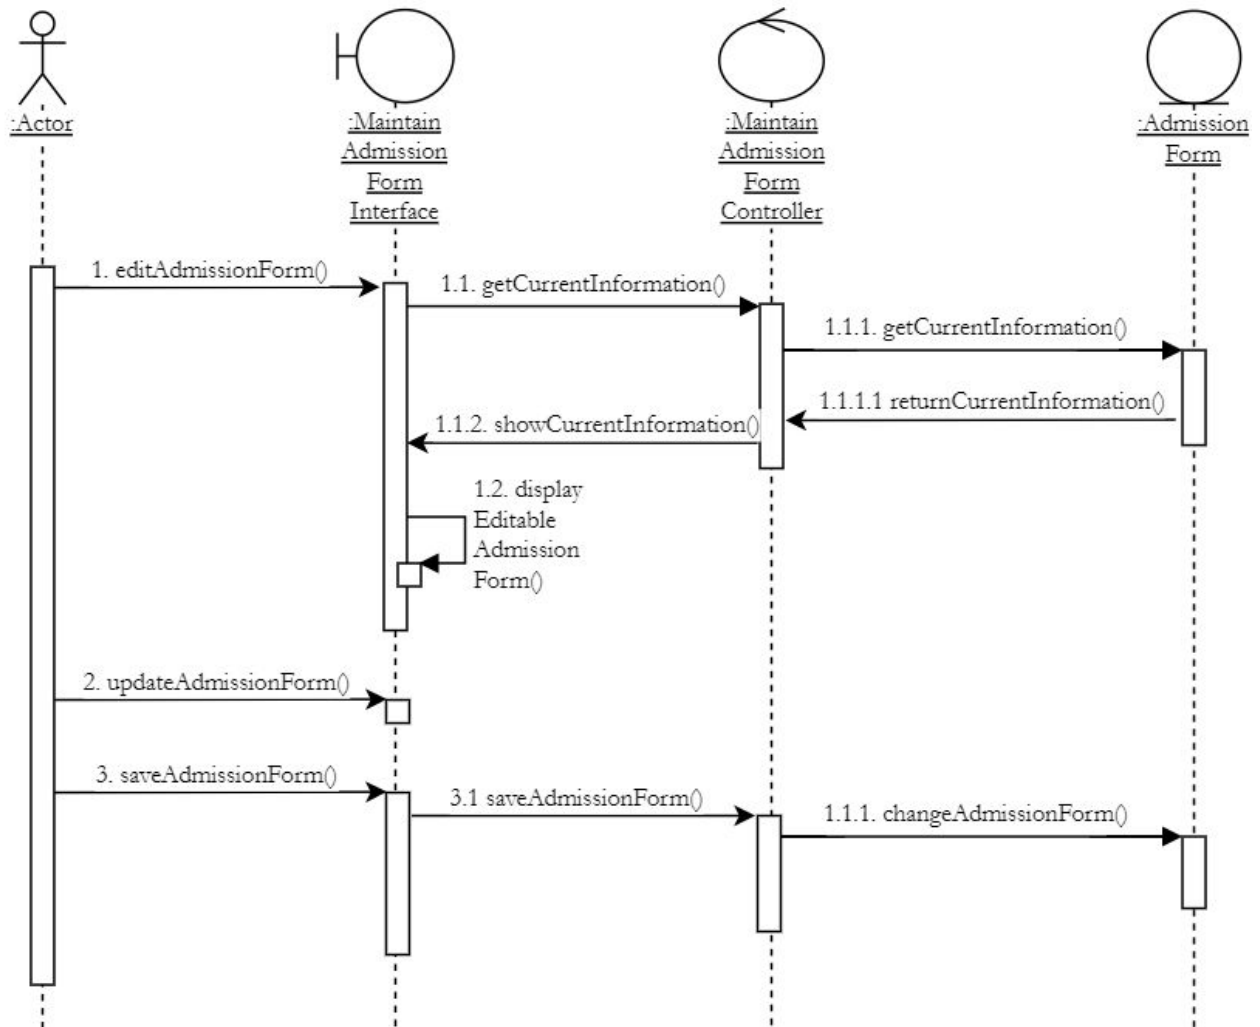 :Actor
:Maintain
Admission
Form
Interface
:Maintain
Admission
Form
Controller
:Admission
Form
1. editAdmissionForm()
1.1. getCurrentInformation()
1.1.1. getCurrentInformation()
1.1.1.1 returnCurrentInformation()
1.1.2. showCurrentInformation()
1.2. display
Editable
Admission
Form()
2. updateAdmissionForm()
3. saveAdmissionForm()
3.1 saveAdmissionForm()
1.1.1. changeAdmissionForm()